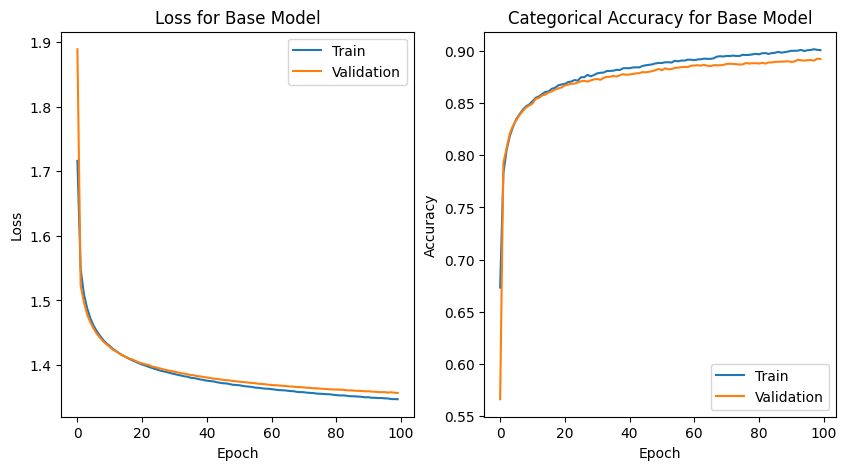 Loss for Base Model
Train
Validation
1.9
1.8
1.7
1.6
1.5
1.4
Loss
0 20 40 60 80 100
Epoch
Categorical Accuracy for Base Model
0.90
0.85
0.80
0.75
0.70
0.65
0.60
0.55
Accuracy
Train
Validation
0 20 40 60 80 100
Epoch